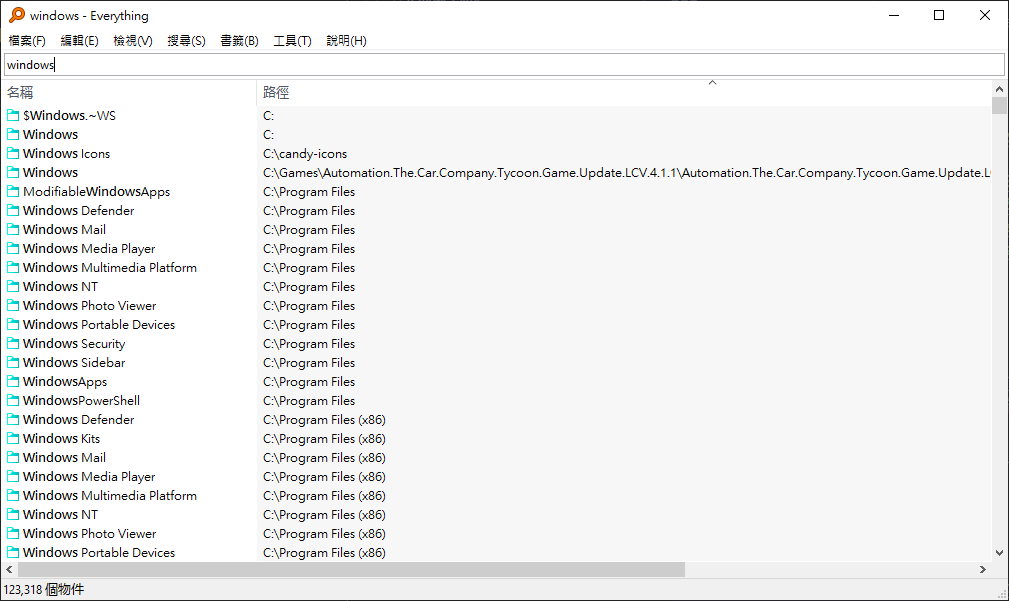 windows - Everything
檔案(F) 編輯(E) 檢視(V) 搜尋(S) 書籤(B) 工具(T) 說明(H)
windows
名稱 路徑
$Windows.~WS C:
Windows C:
Windows Icons C:\candy-icons
Windows C:\Games\Automation.The.Car.Company.Tycoon.Game.Update.LCV.4.1.1\Automation.The.Car.Company.Tycoon.Game.Update.L
ModifiableWindowsApps C:\Program Files
Windows Defender C:\Program Files
Windows Mail C:\Program Files
Windows Media Player C:\Program Files
Windows Multimedia Platform C:\Program Files
Windows NT C:\Program Files
Windows Photo Viewer C:\Program Files
Windows Portable Devices C:\Program Files
Windows Security C:\Program Files
Windows Sidebar C:\Program Files
WindowsApps C:\Program Files
WindowsPowerShell C:\Program Files
Windows Defender C:\Program Files (x86)
Windows Kits C:\Program Files (x86)
Windows Mail C:\Program Files (x86)
Windows Media Player C:\Program Files (x86)
Windows Multimedia Platform C:\Program Files (x86)
Windows NT C:\Program Files (x86)
Windows Photo Viewer C:\Program Files (x86)
Windows Portable Devices C:\Program Files (x86)
123,318 個物件